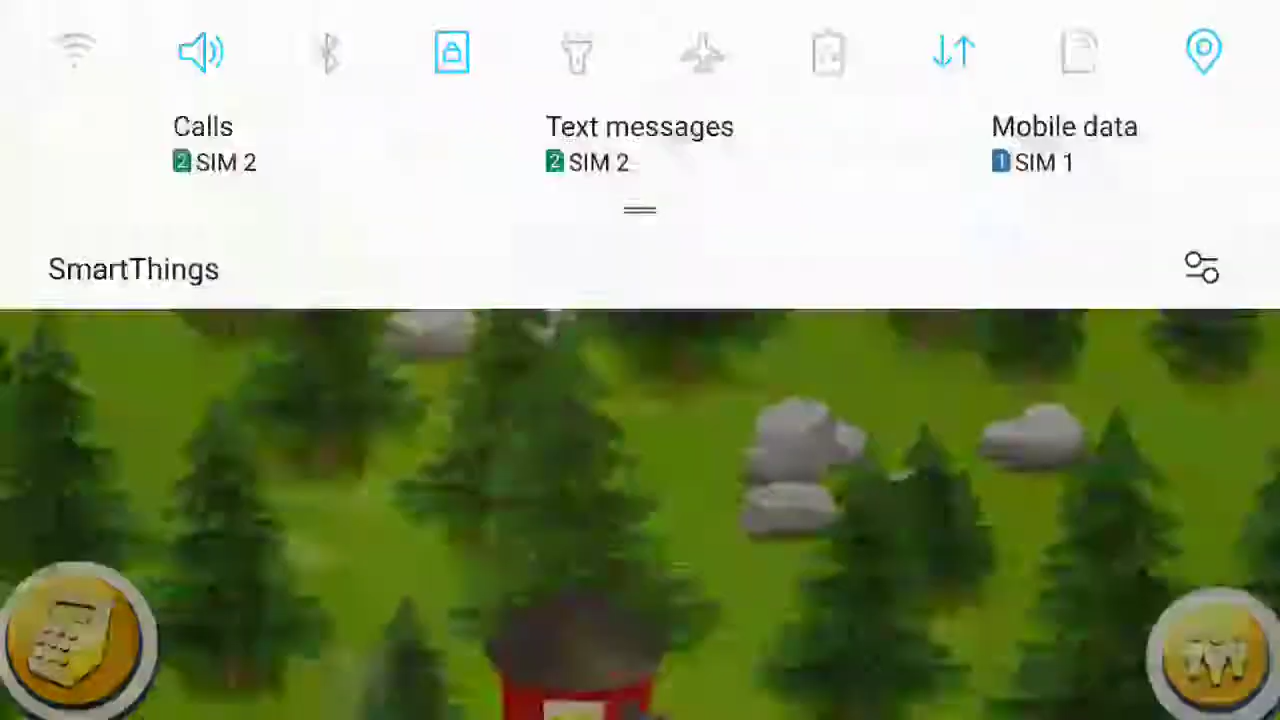 Calls
Text messages
Mobile data
2 SIM 2
2 SIM 2
1 SIM 1
SmartThings